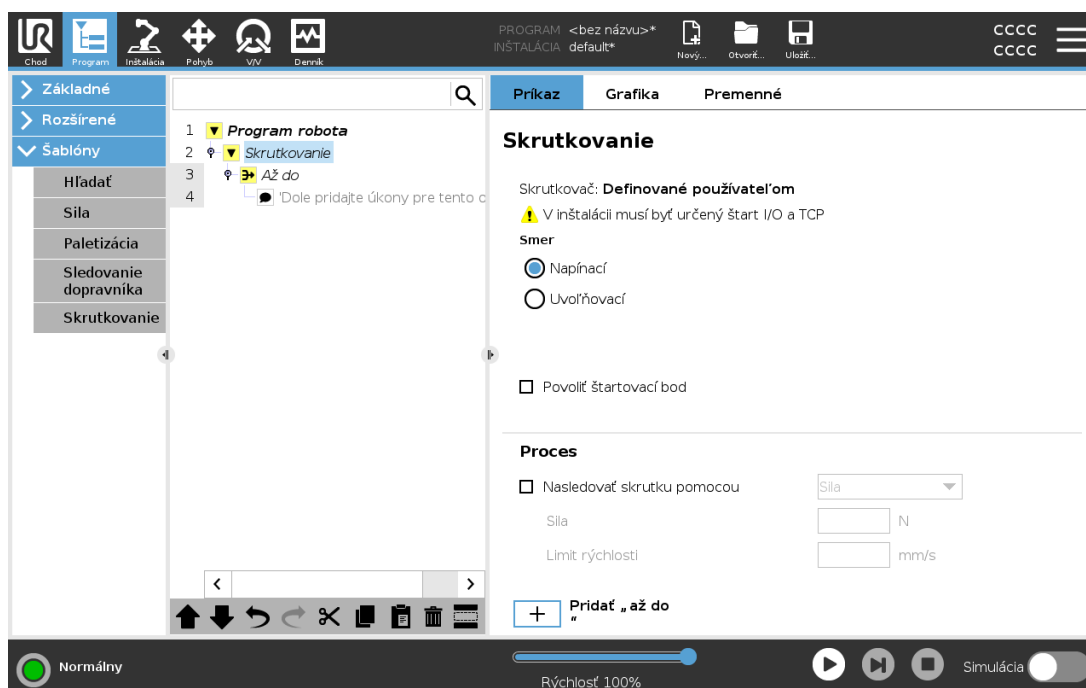 PROGRAM <bez názvu>*
INŠTALÁCIA default*
CCCC
CCCC
Chod
Program
Inštalácia
Pohyb
V/V
Denník
Nový...
Otvoriť...
Uložiť...
Základné
Rozšírené
Šablóny
Hľadať
Sila
Paletizácia
Sledovanie
dopravníka
Skrutkovanie
1 Program robota
2 Skrutkovanie
3 Až do
4 'Dole pridajte úkony pre tento o
Príkaz
Grafika
Premenné
Skrutkovanie
Skrutkovač: Definované používateľom
V inštalácii musí byť určený štart I/O a TCP
Smer
Napínací
Uvoľňovací
Povoliť štartovací bod
Proces
Nasledovať skrutku pomocou
Sila
Sila
N
Limit rýchlosti
mm/s
+ Pridať „ až do
“
Normálny
Rýchlosť 100%
Simulácia